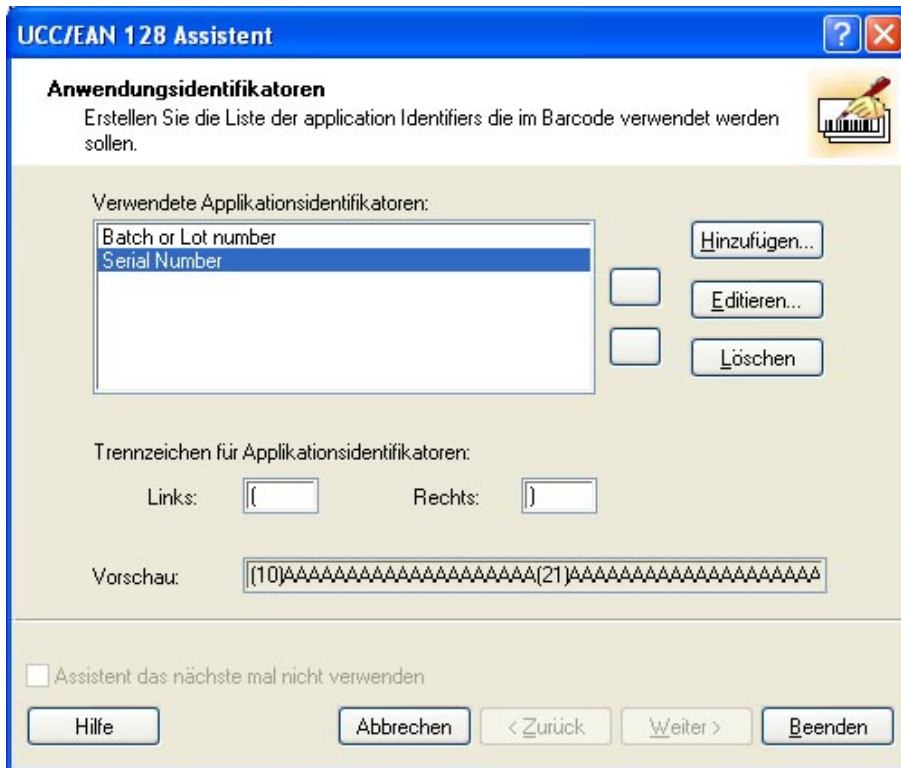 UCC/EAN 128 Assistent
Anwendungsidentifikatoren
Erstellen Sie die Liste der application Identifiers die im Barcode verwendet werden
sollen.
Verwendete Applikationsidentifikatoren:
Batch or Lot number
Serial Number
Hinzufügen...
Editieren...
Löschen
Trennzeichen für Applikationsidentifikatoren:
Links: ( Rechts: )
Vorschau: (10)AAAAAAAAAAAAAAAAAAAA(21)AAAAAAAAAAAAAAAAAAAA
Assistent das nächste mal nicht verwenden
Hilfe Abbrechen < Zurück Weiter > Beenden